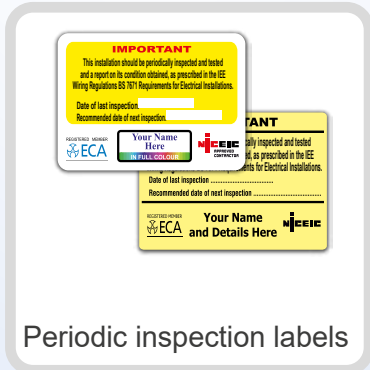 IMPORTANT
This installation should be periodically inspected and tested
and a report on its condition obtained, as prescribed in the IEE
Wiring Regulations BS 7671 Requirements for Electrical Installations.
Date of last inspection
Recommended date of next inspection
REGISTERED MEMBER
ECA
Your Name
Here
IN FULL COLOUR
NICEIC
APPROVED
CONTRACTOR
TANT
ally inspected and tested
d, as prescribed in the IEE
ents for Electrical Installations.
Date of last inspection ................................
Recommended date of next inspection ........................
REGISTERED MEMBER
ECA
Your Name
and Details Here
NICEIC
Periodic inspection labels